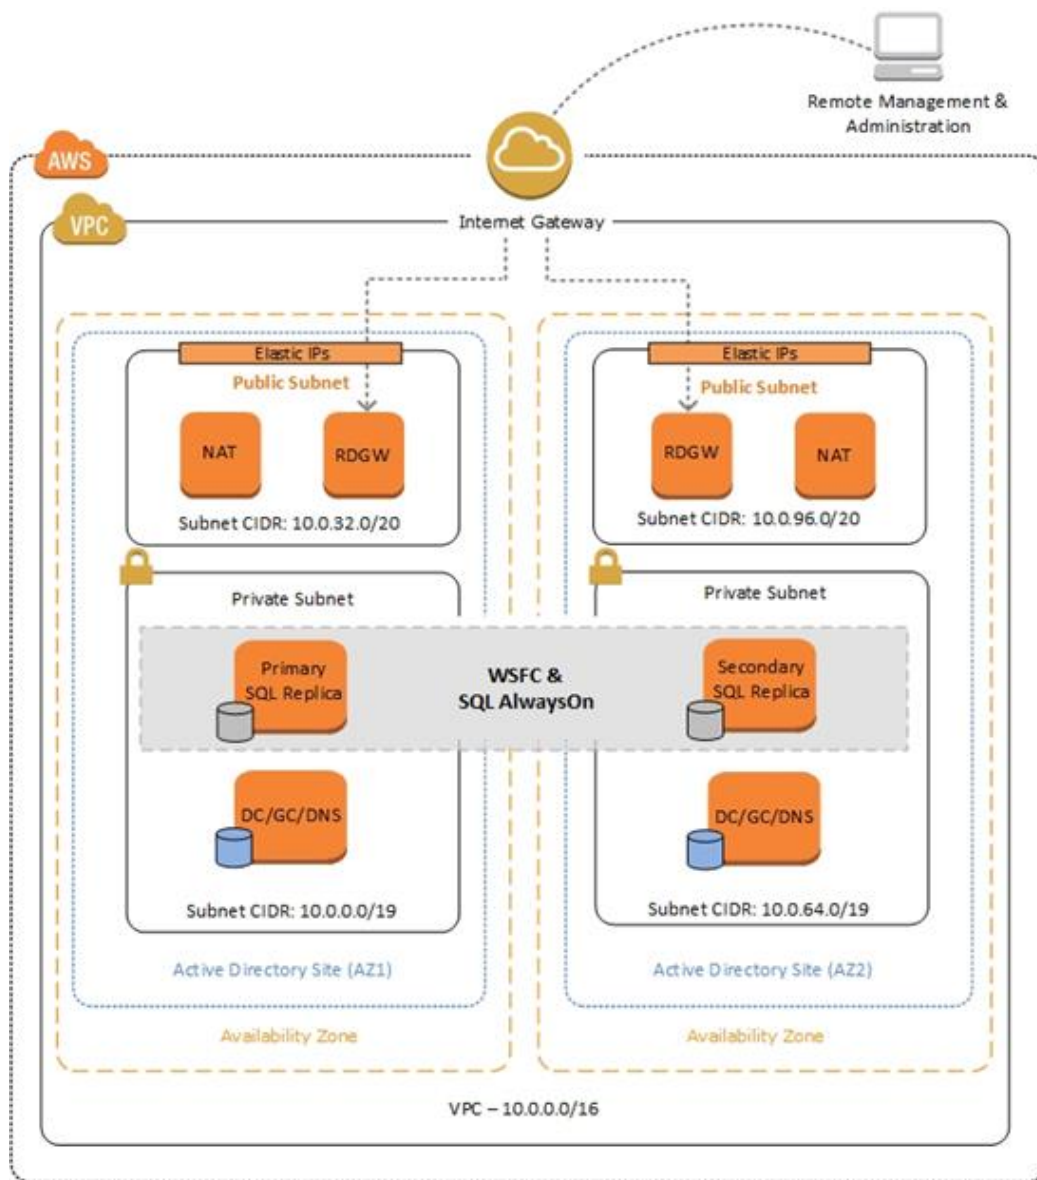 Remote Management &
Administration
AWS
VPC
Internet Gateway
Elastic IPs
Public Subnet
NAT
RDGW
Subnet CIDR: 10.0.32.0/20
Elastic IPs
Public Subnet
RDGW
NAT
Subnet CIDR: 10.0.96.0/20
Private Subnet
Private Subnet
Primary
SQL Replica
WSFC &
SQL AlwaysOn
Secondary
SQL Replica
DC/GC/DNS
DC/GC/DNS
Subnet CIDR: 10.0.0.0/19
Subnet CIDR: 10.0.64.0/19
Active Directory Site (AZ1)
Active Directory Site (AZ2)
Availability Zone
Availability Zone
VPC – 10.0.0.0/16